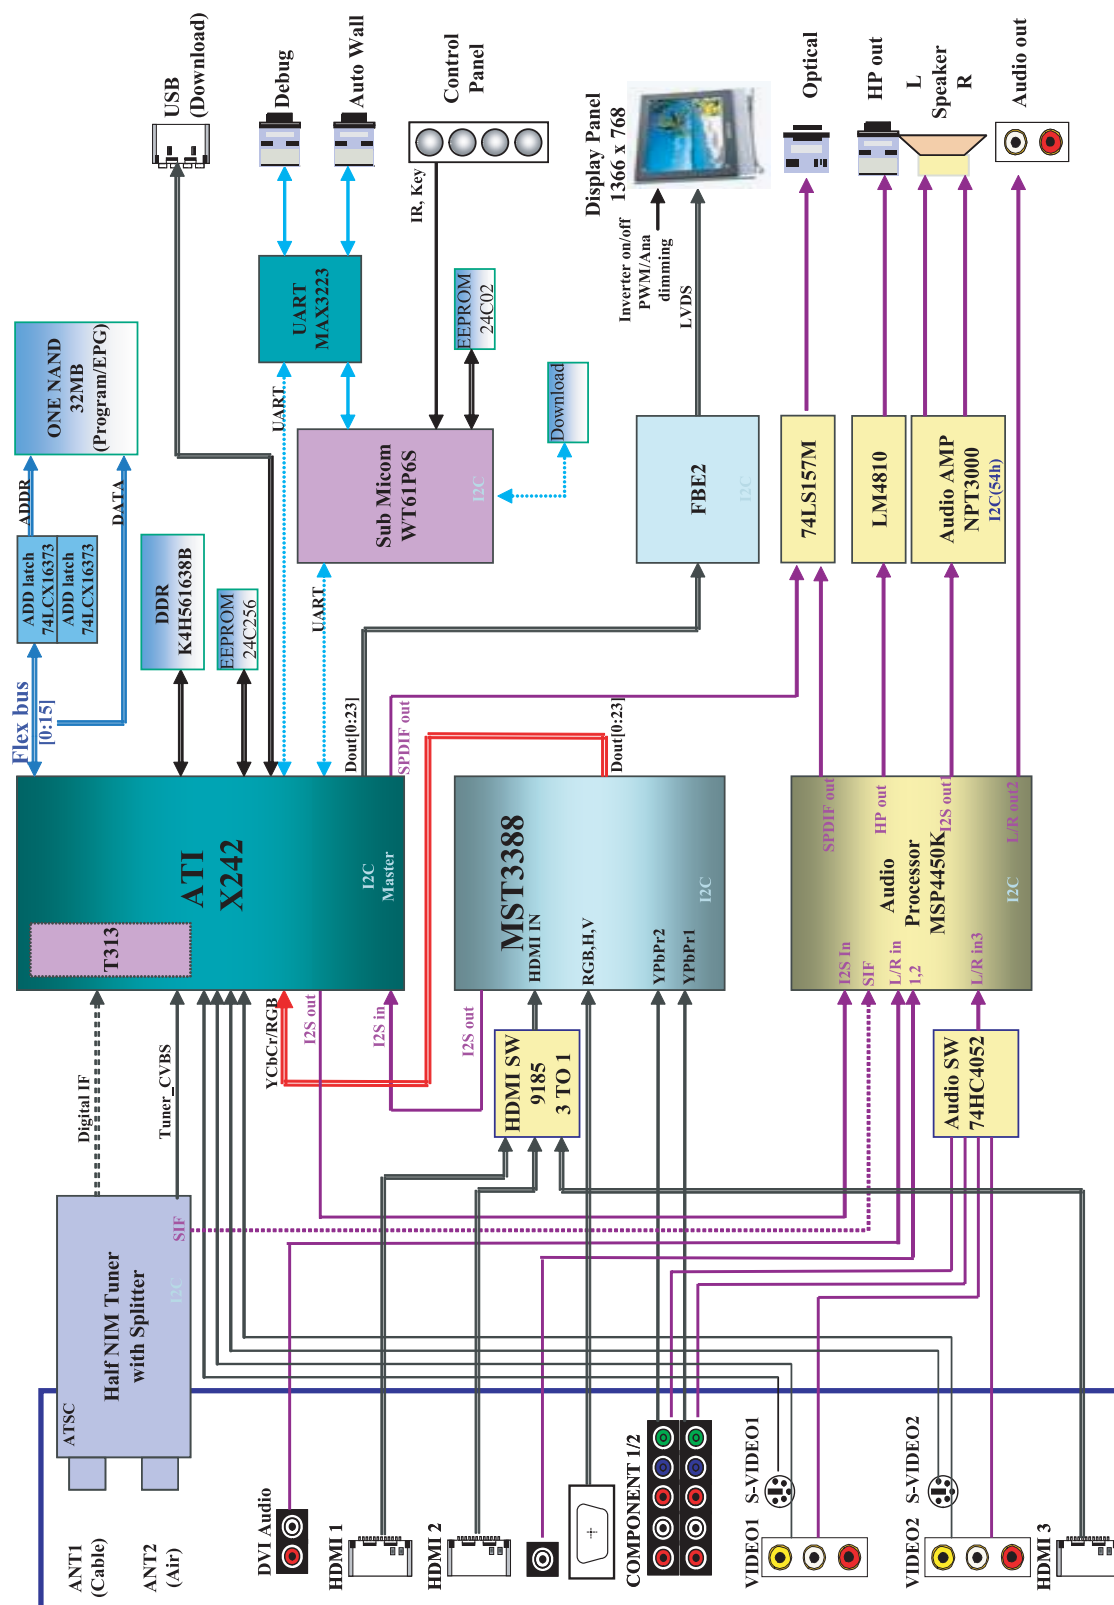 ANT1
(Cable)
ANT2
(Air)
ATSC
Half NIM Tuner
with Splitter
I2C
SIF
Digital IF
Tuner_CVBS
DVI Audio
HDMI 1
HDMI 2
COMPONENT 1/2
VIDEO1
S-VIDEO1
VIDEO2
S-VIDEO2
HDMI 3
HDMI SW
9185
3 TO 1
Audio SW
74HC4052
YCbCr/RGB
I2S out
I2S in
I2S out
T313
ATI
X242
I2C
Master
MST3388
HDMI IN
RGB,H,V
YPbPr2
YPbPr1
I2C
I2S In
SIF
L/R in
1,2
L/R in3
Audio
Processor
MSP4450K
I2C
SPDIF out
HP out
I2S out1
L/R out2
Flex bus
[0:15]
ADD latch
74LCX16373
ADD latch
74LCX16373
ADDR
DATA
ONE NAND
32MB
(Program/EPG)
DDR
K4H561638B
EEPROM
24C256
UART
UART
Dout[0:23]
SPDIF out
Dout[0:23]
Sub Micom
WT61P6S
I2C
UART
MAX3223
IR, Key
EEPROM
24C02
Download
FBE2
I2C
LVDS
Inverter on/off
PWM/Ana
dimming
74LS157M
LM4810
Audio AMP
NPT3000
I2C(54h)
USB
(Download)
Debug
Auto Wall
Control
Panel
Display Panel
1366 x 768
Optical
HP out
L
Speaker
R
Audio out